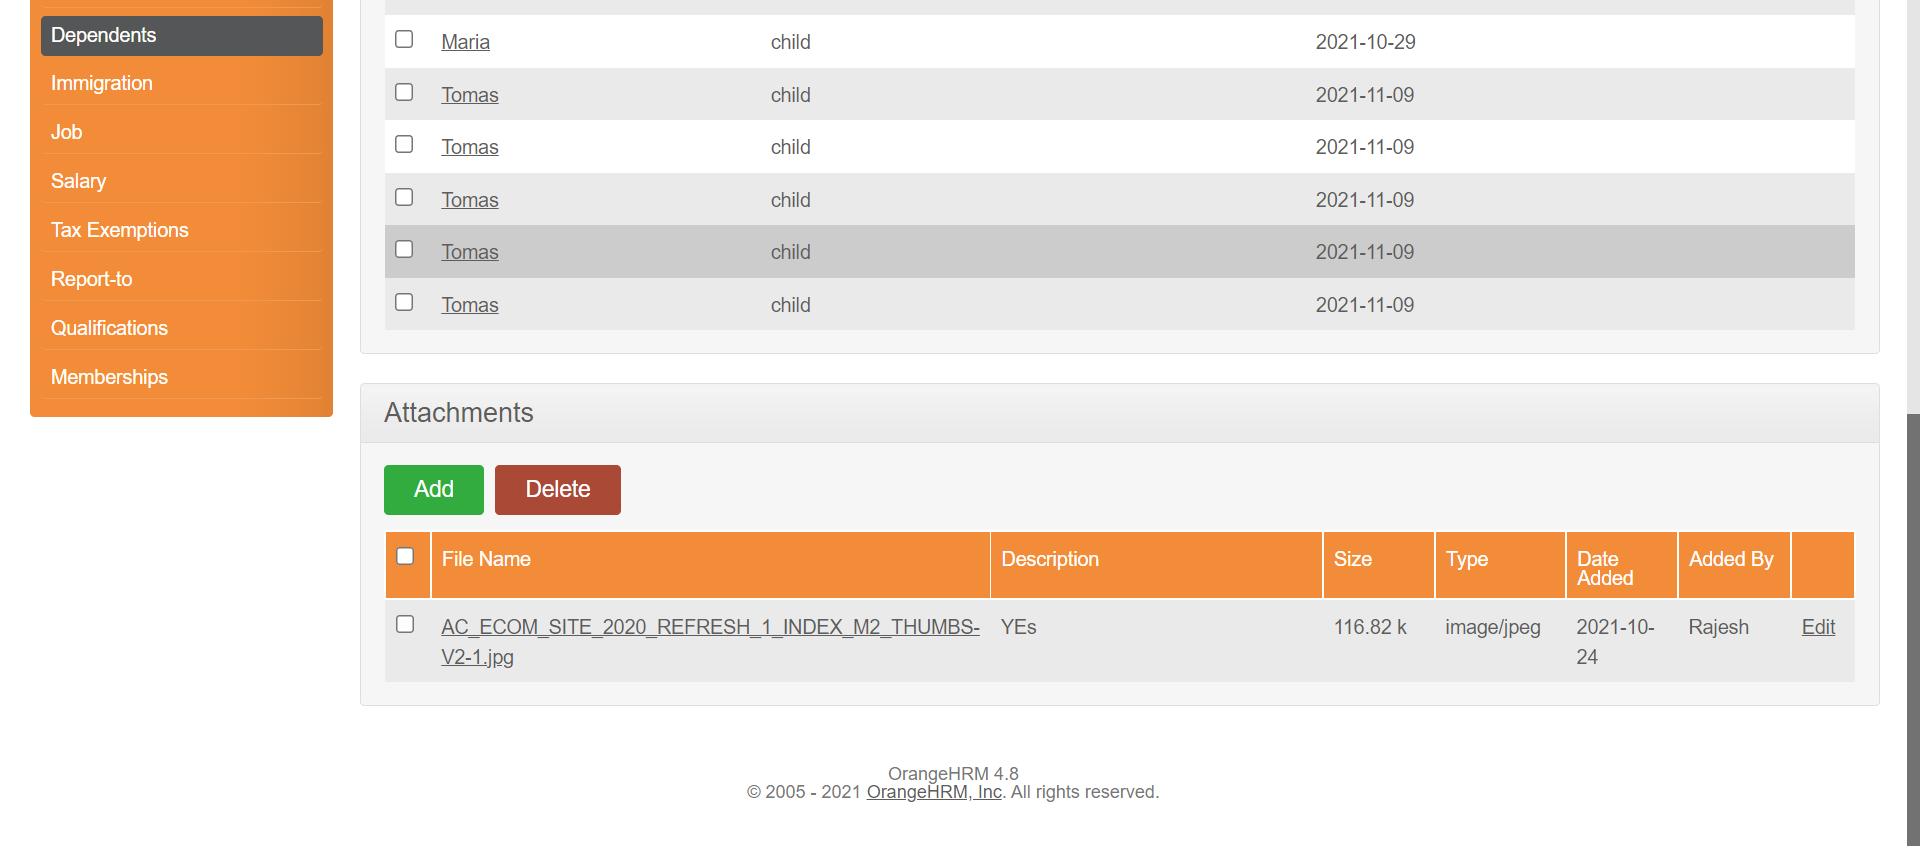 Dependents
Immigration
Job
Salary
Tax Exemptions
Report-to
Qualifications
Memberships
Maria child 2021-10-29
Tomas child 2021-11-09
Tomas child 2021-11-09
Tomas child 2021-11-09
Tomas child 2021-11-09
Tomas child 2021-11-09
Attachments
Add Delete
File Name Description Size Type Date Added Added By
AC_ECOM_SITE_2020_REFRESH_1_INDEX_M2_THUMBS- YEs 116.82 k image/jpeg 2021-10- Rajesh Edit
V2-1.jpg 24
OrangeHRM 4.8
© 2005 - 2021 OrangeHRM, Inc. All rights reserved.